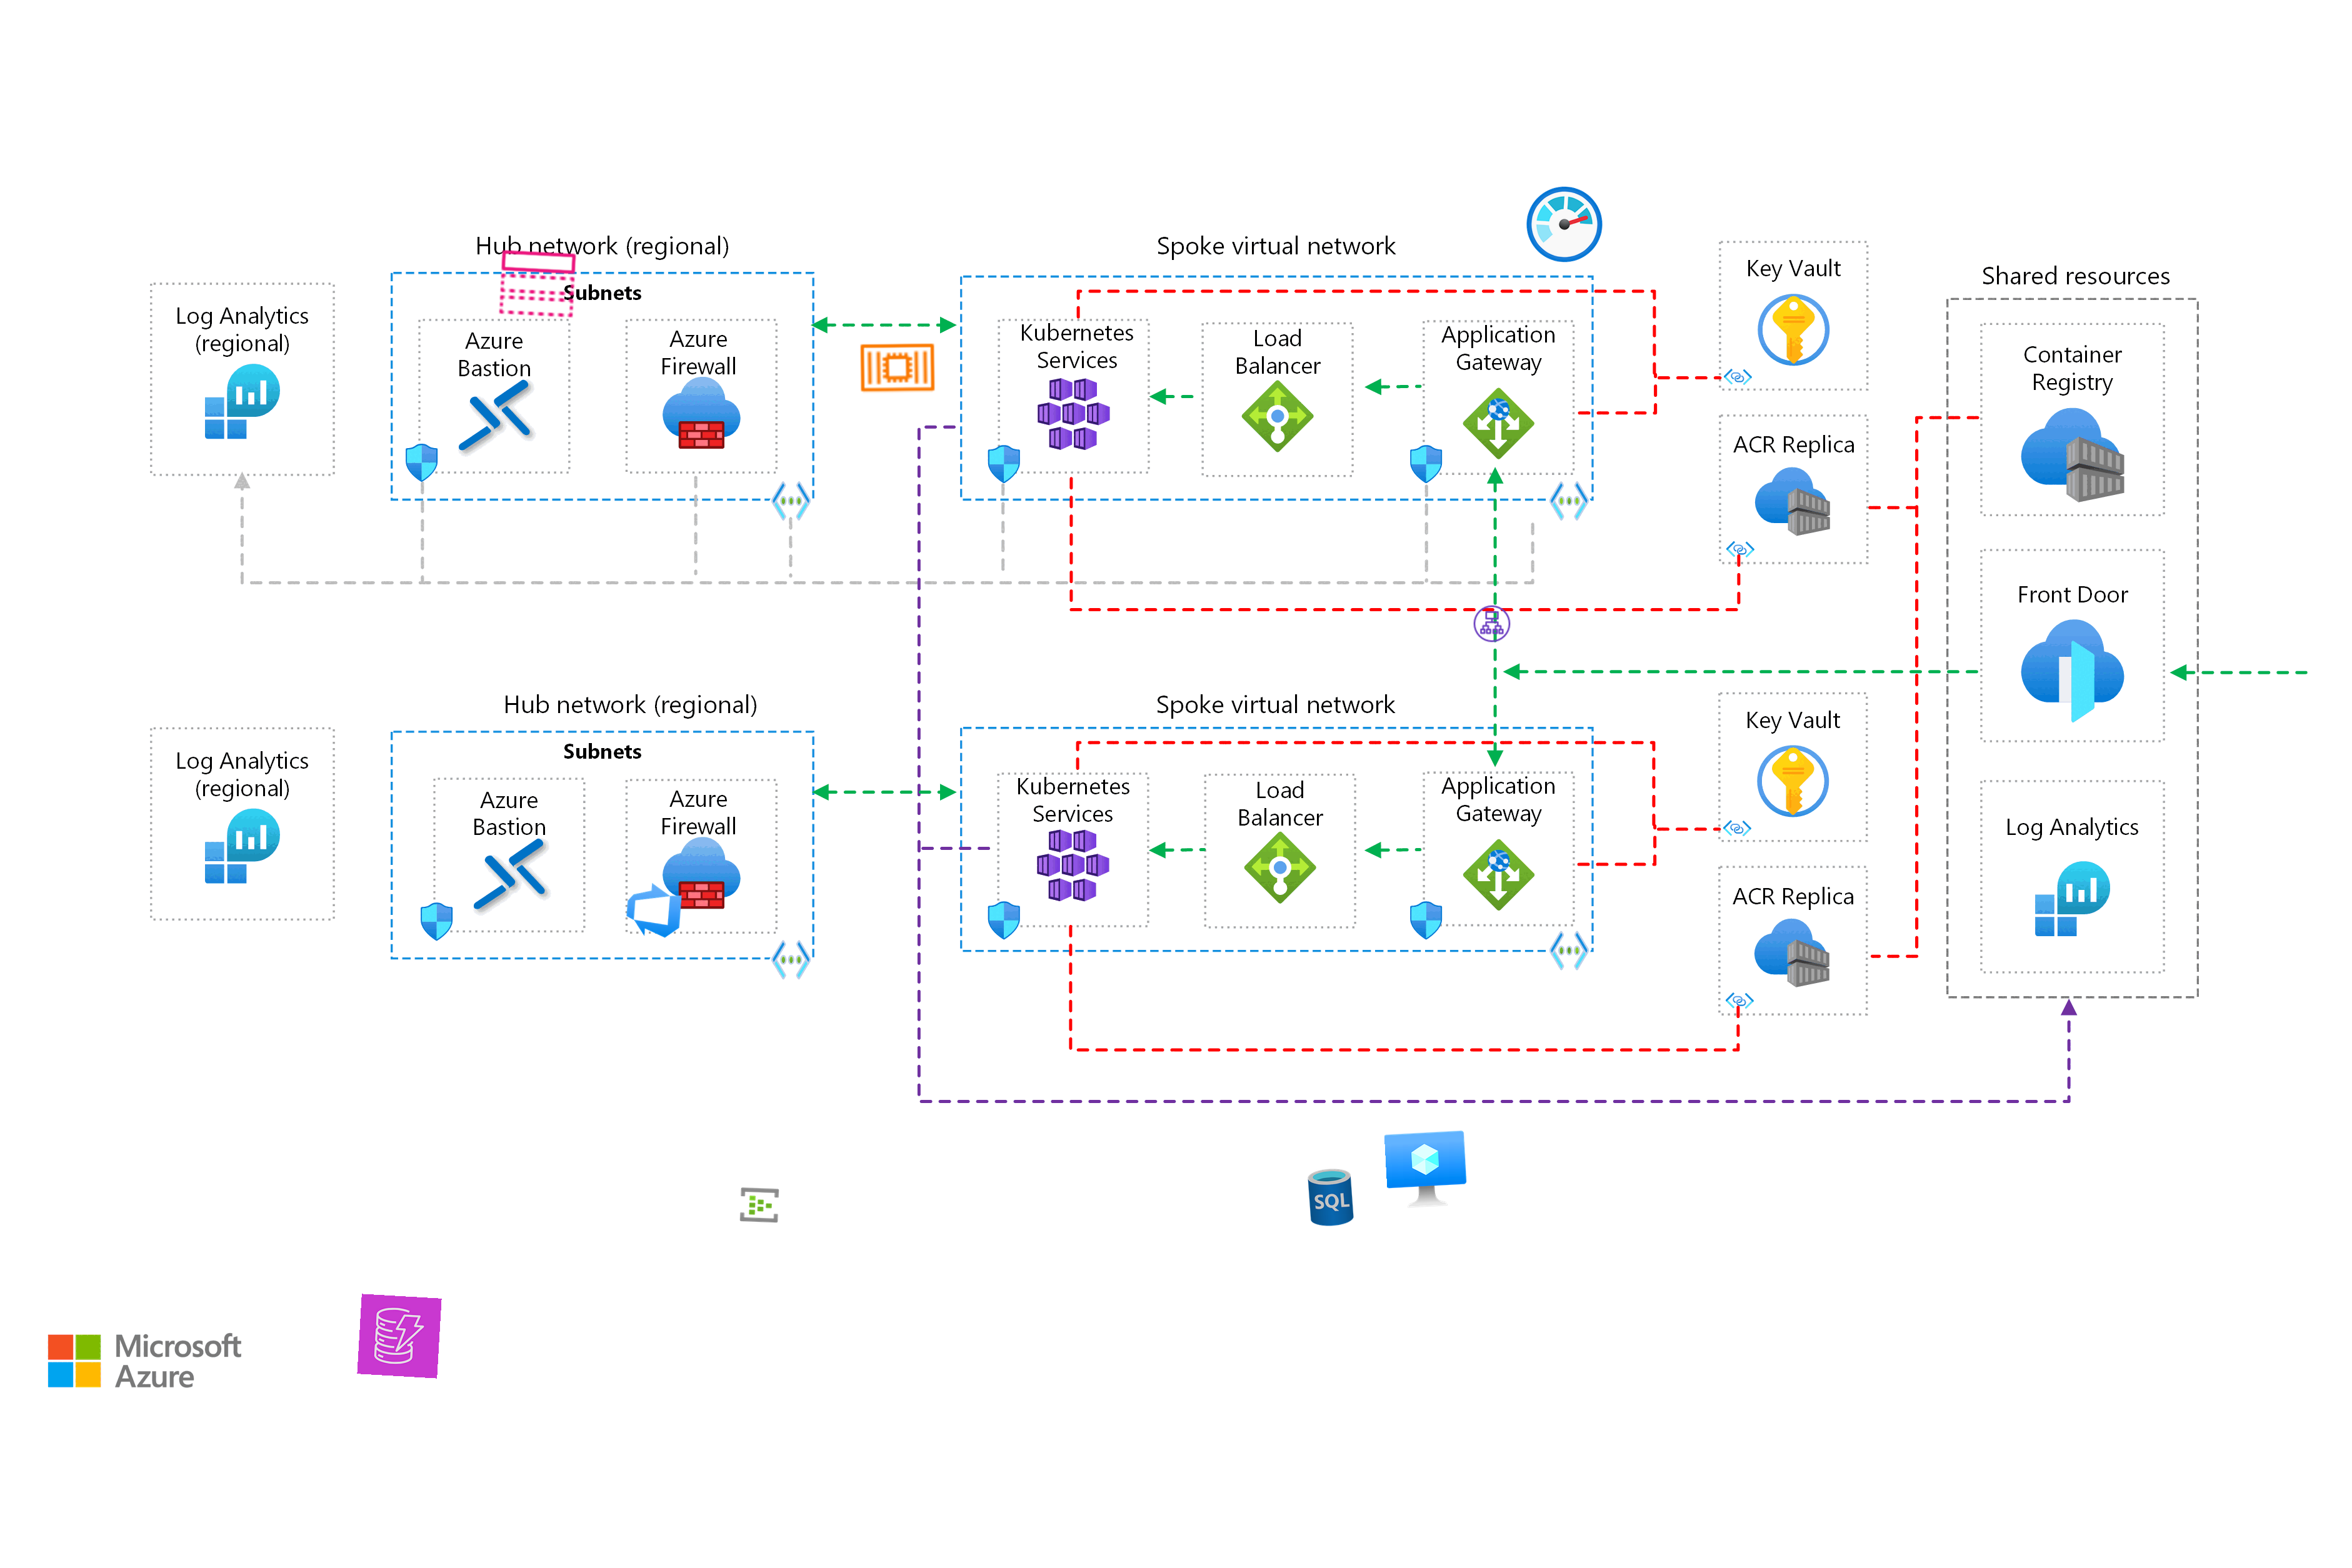 Hub network (regional)
Spoke virtual network
Key Vault
Shared resources
Log Analytics
(regional)
Subnets
Azure
Bastion
Azure
Firewall
Kubernetes
Services
Load
Balancer
Application
Gateway
Container
Registry
ACR Replica
Front Door
Hub network (regional)
Spoke virtual network
Key Vault
Log Analytics
(regional)
Subnets
Azure
Bastion
Azure
Firewall
Kubernetes
Services
Load
Balancer
Application
Gateway
Log Analytics
ACR Replica
SQL
Microsoft
Azure